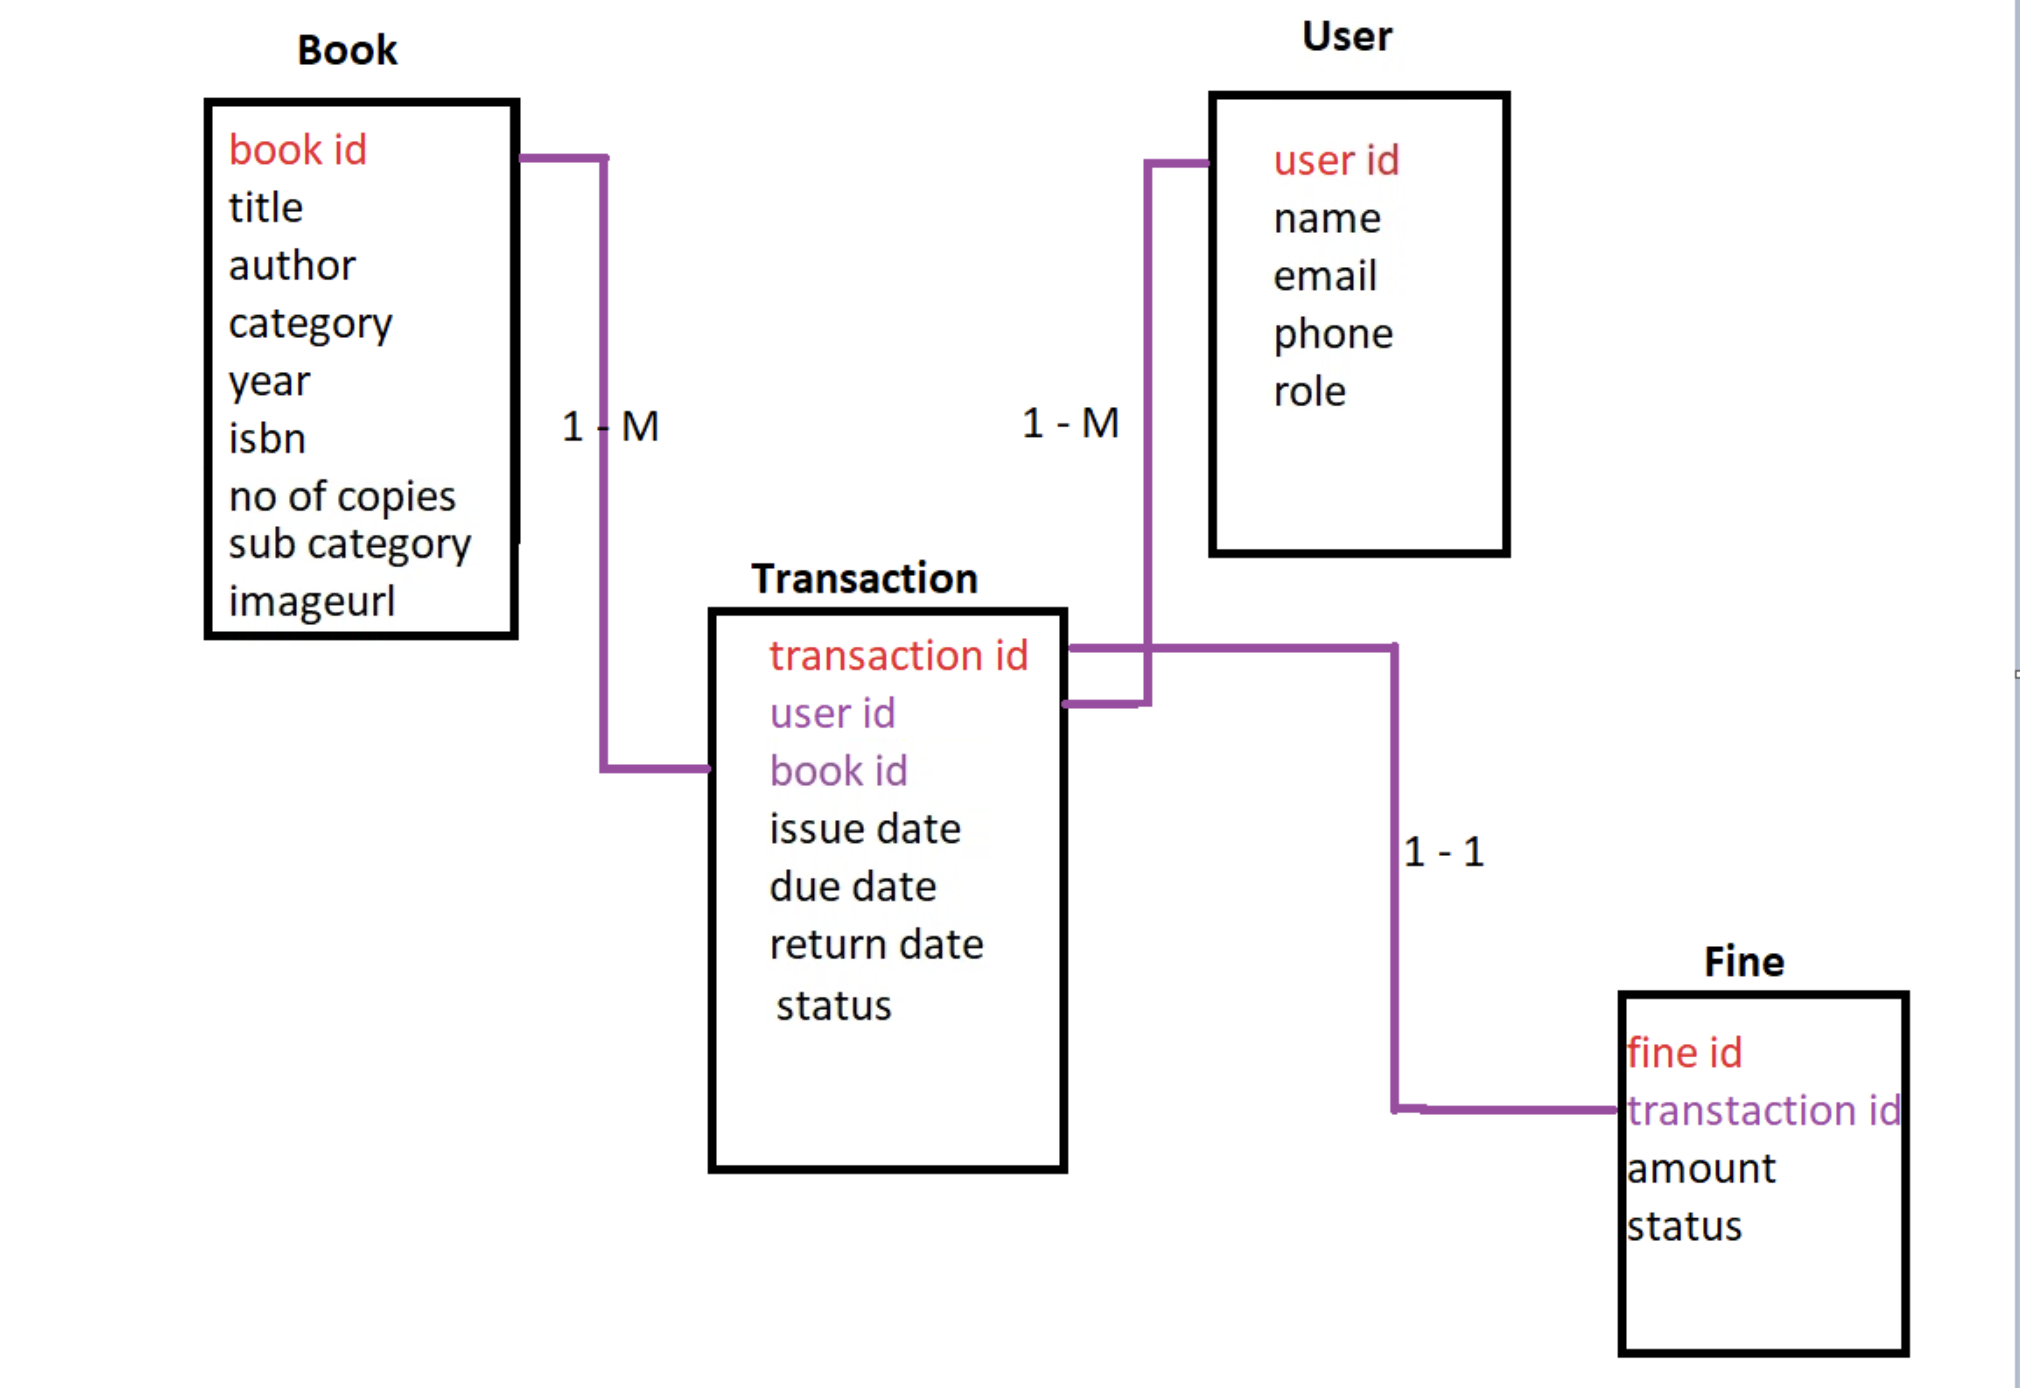 Book
book id
title
author
category
year
isbn
no of copies
sub category
imageurl
1 - M
User
user id
name
email
phone
role
1 - M
Transaction
transaction id
user id
book id
issue date
due date
return date
status
1 - 1
Fine
fine id
transtaction id
amount
status